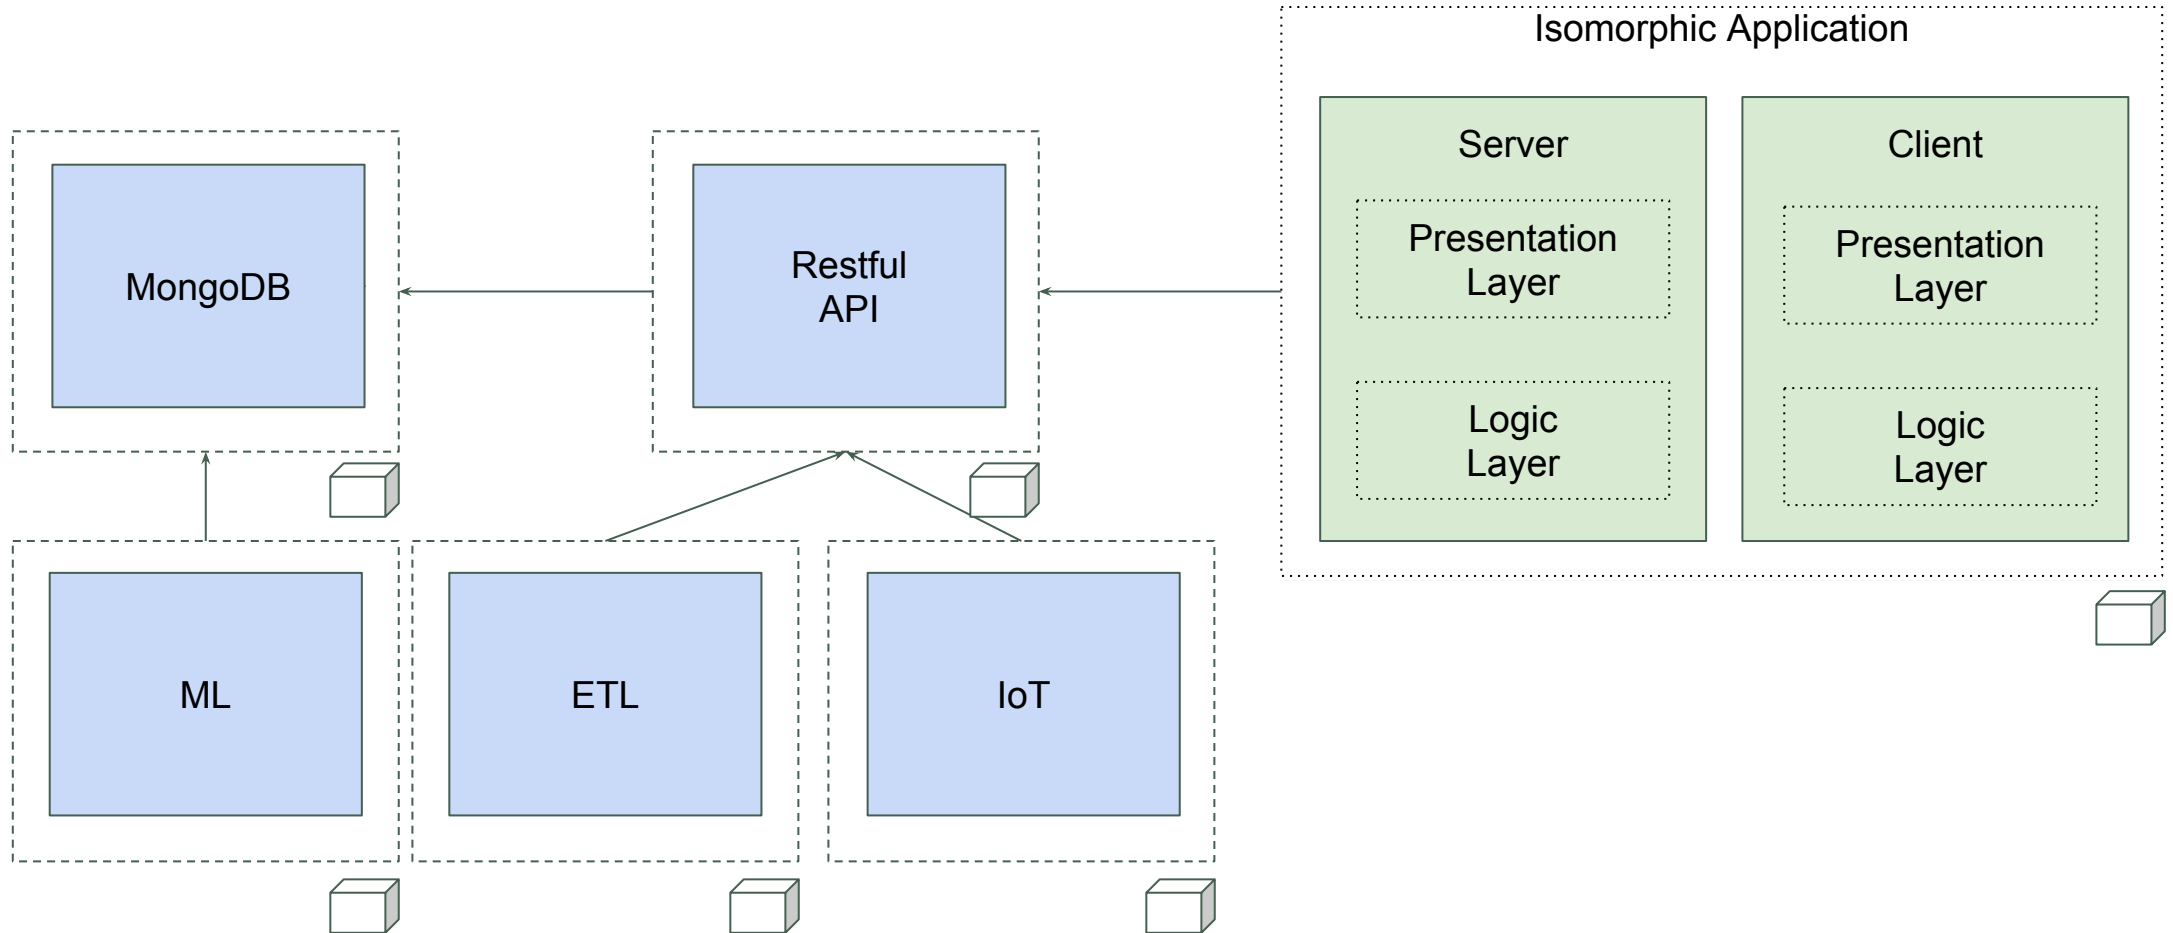 Isomorphic Application
MongoDB
Restful
API
Server
Presentation
Layer
Logic
Layer
Client
Presentation
Layer
Logic
Layer
ML
ETL
IoT